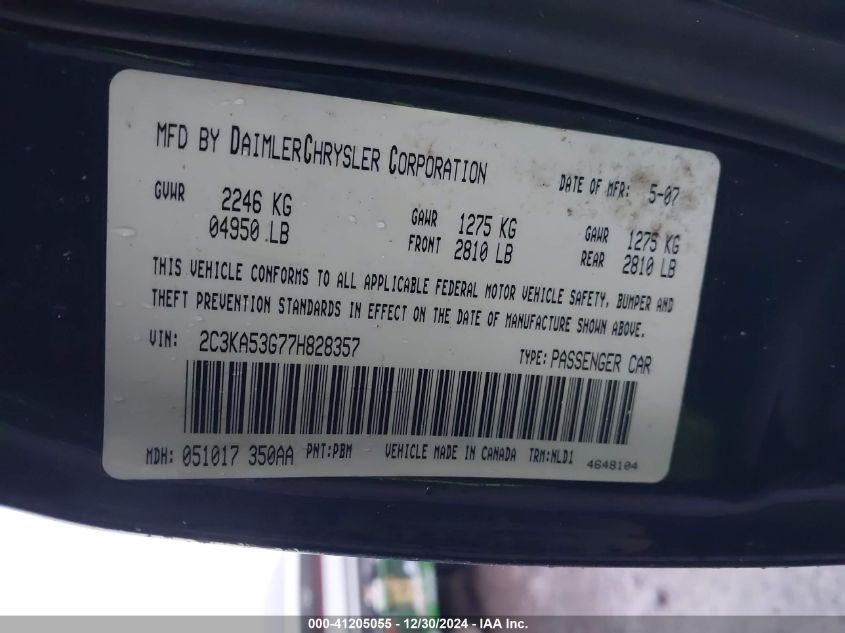 MFD BY DAIMLERCHRYSLER CORPORATION
DATE OF MFR: 5-07
GVWR 2246 KG
04950 LB
GAWR FRONT 1275 KG
2810 LB
GAWR REAR 1275 KG
2810 LB
THIS VEHICLE CONFORMS TO ALL APPLICABLE FEDERAL MOTOR VEHICLE SAFETY, BUMPER AND
THEFT PREVENTION STANDARDS IN EFFECT ON THE DATE OF MANUFACTURE SHOWN ABOVE.
VIN: 2C3KA53G77H828357
TYPE: PASSENGER CAR
MDH: 051017 350AA PNT:PBM VEHICLE MADE IN CANADA TRM:NLD1
4648104
000-41205055 - 12/30/2024 - IAA Inc.